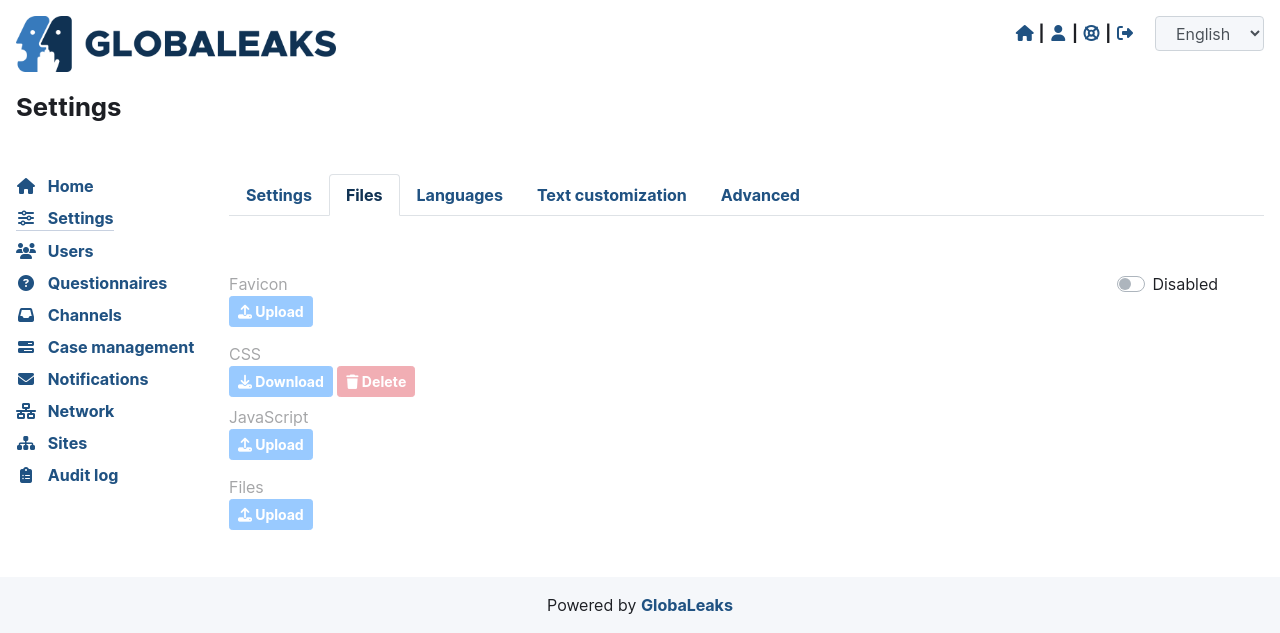 GLOBALEAKS
| | |
English
Settings
Home
Settings
Users
Questionnaires
Channels
Case management
Notifications
Network
Sites
Audit log
Settings Files Languages Text customization Advanced
Favicon
Disabled
Upload
CSS
Download Delete
JavaScript
Upload
Files
Upload
Powered by GlobaLeaks